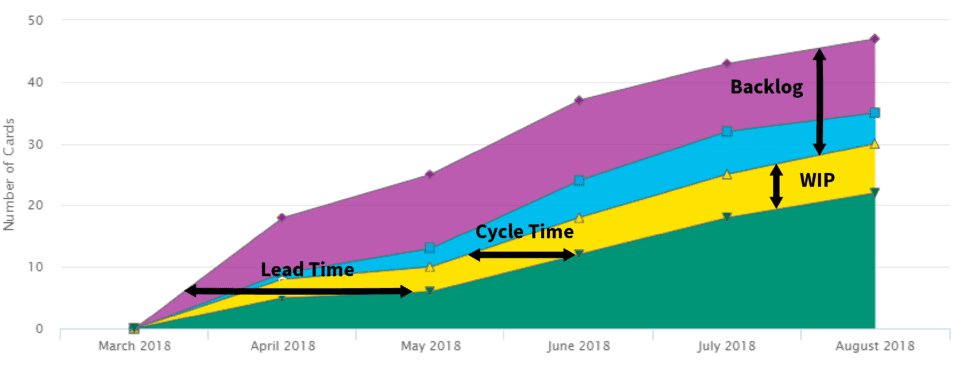 50
40
30
20
10
0
Number of Cards
Backlog
WIP
Cycle Time
Lead Time
March 2018
April 2018
May 2018
June 2018
July 2018
August 2018